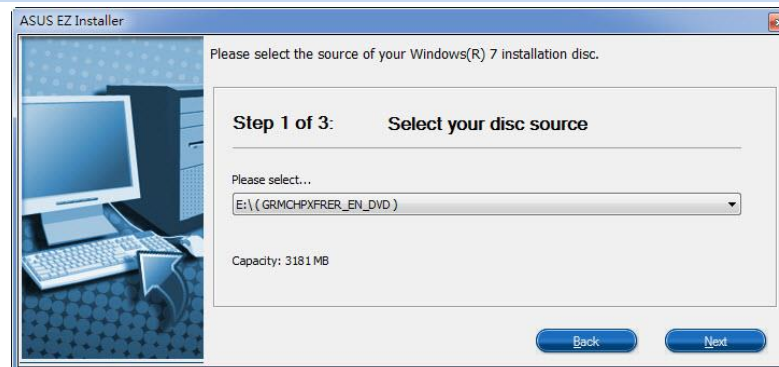 ASUS EZ Installer
Please select the source of your Windows(R) 7 installation disc.
Step 1 of 3: Select your disc source
Please select...
E:\ ( GRMCHPXFRER_EN_DVD )
Capacity: 3181 MB
Back Next